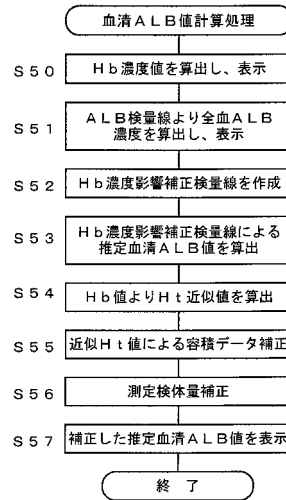 血清ALB値計算処理
S50
Hb濃度値を算出し、表示
S51
ALB検量線より全血ALB
濃度を算出し、表示
S52
Hb濃度影響補正検量線を作成
S53
Hb濃度影響補正検量線による
推定血清ALB値を算出
S54
Hb値よりHt近似値を算出
S55
近似Ht値による容積データ補正
S56
測定検体量補正
S57
補正した推定血清ALB値を表示
終了